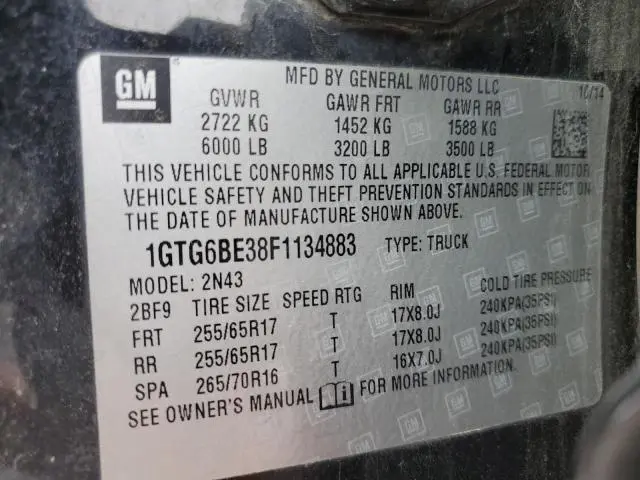 GM
MFD BY GENERAL MOTORS LLC
10/14
GVWR GAWR FRT GAWR RR
2722 KG 1452 KG 1588 KG
6000 LB 3200 LB 3500 LB
THIS VEHICLE CONFORMS TO ALL APPLICABLE U.S. FEDERAL MOTOR
VEHICLE SAFETY AND THEFT PREVENTION STANDARDS IN EFFECT ON
THE DATE OF MANUFACTURE SHOWN ABOVE.
1GTG6BE38F1134883 TYPE: TRUCK
MODEL: 2N43
2BF9 TIRE SIZE SPEED RTG RIM COLD TIRE PRESSURE
FRT 255/65R17 T 17X8.0J 240KPA(35PSI)
RR 255/65R17 T 17X8.0J 240KPA(35PSI)
SPA 265/70R16 T 16X7.0J 240KPA(35PSI)
SEE OWNER'S MANUAL FOR MORE INFORMATION.